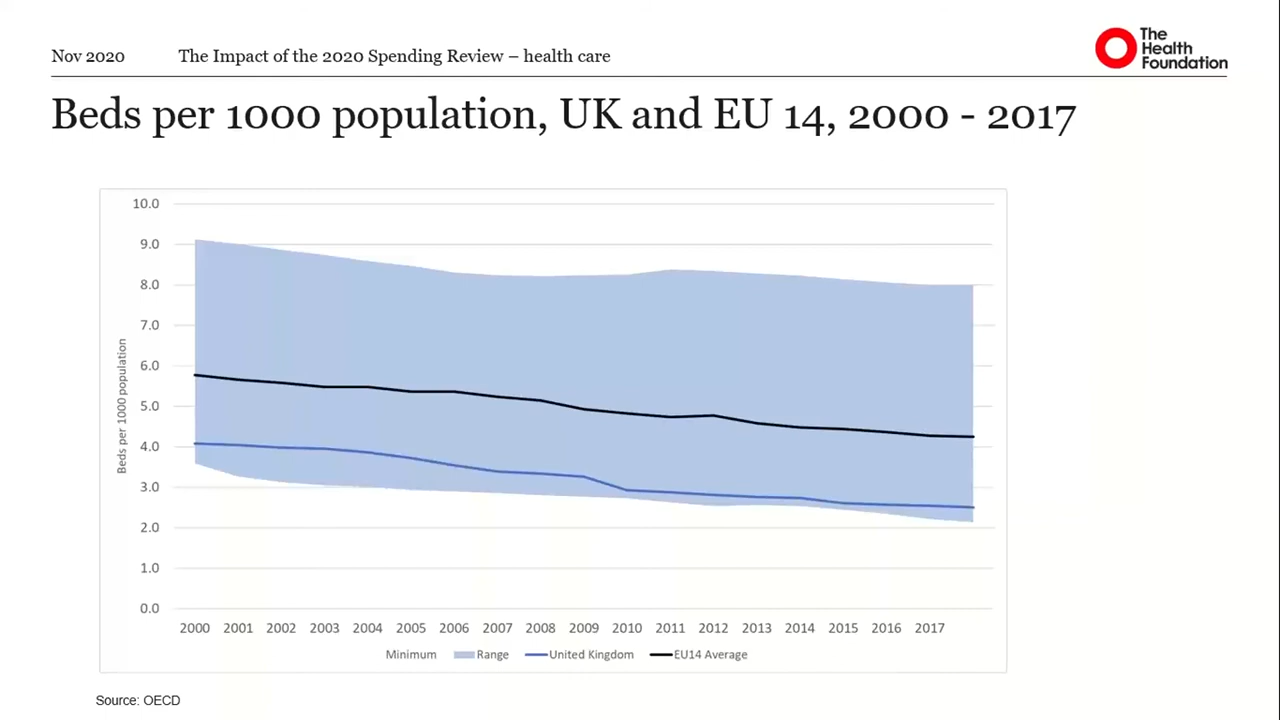 Nov 2020 The Impact of the 2020 Spending Review – health care
The
Health
Foundation
Beds per 1000 population, UK and EU 14, 2000 - 2017
10.0
9.0
8.0
7.0
6.0
5.0
4.0
3.0
2.0
1.0
0.0
Beds per 1000 population
2000 2001 2002 2003 2004 2005 2006 2007 2008 2009 2010 2011 2012 2013 2014 2015 2016 2017
Minimum Range United Kingdom EU14 Average
Source: OECD